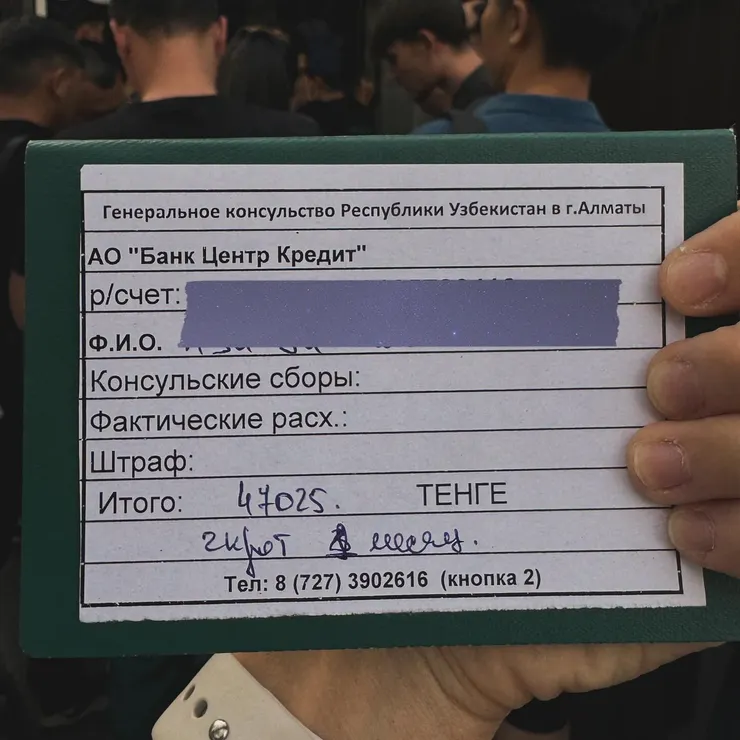 Генеральное консульство Республики Узбекистан в г.Алматы
АО "Банк Центр Кредит"
р/счет:
Ф.И.О.
Консульские сборы:
Фактические расх.:
Штраф:
Итого: 47025. ТЕНГЕ
месяц.
Тел: 8 (727) 3902616 (кнопка 2)